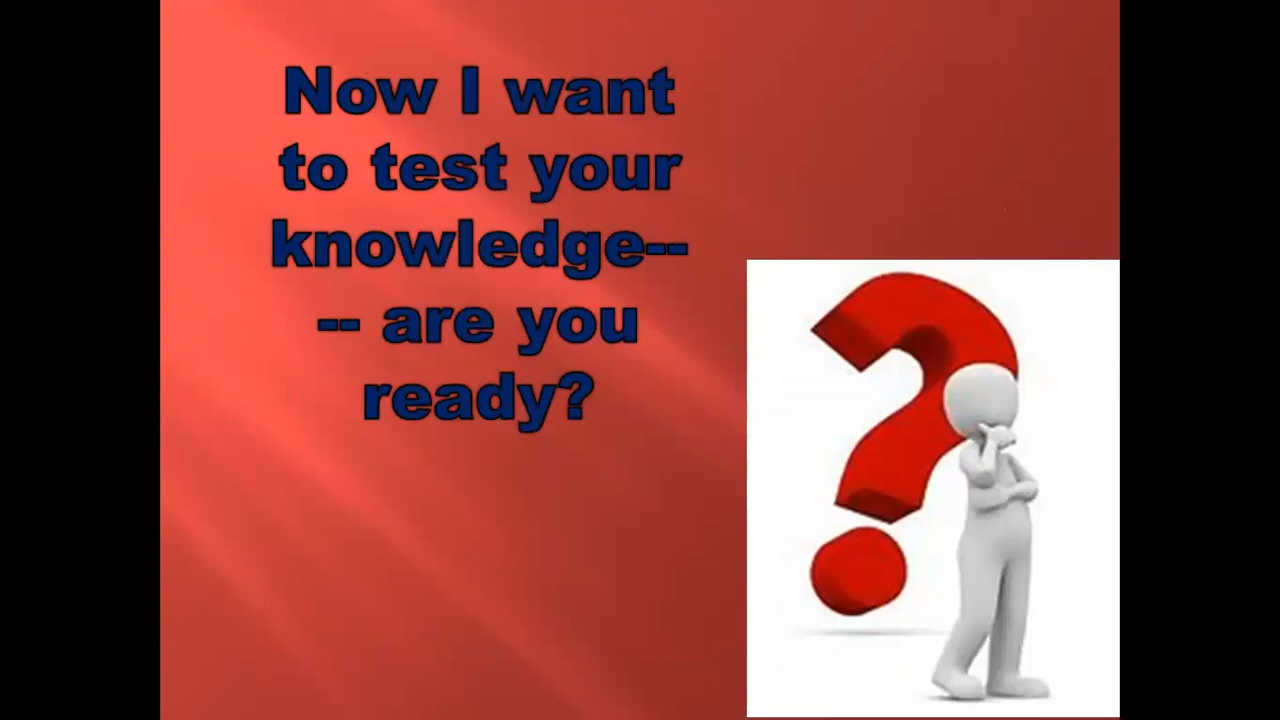 Now I want
to test your
knowledge--
-- are you
ready?